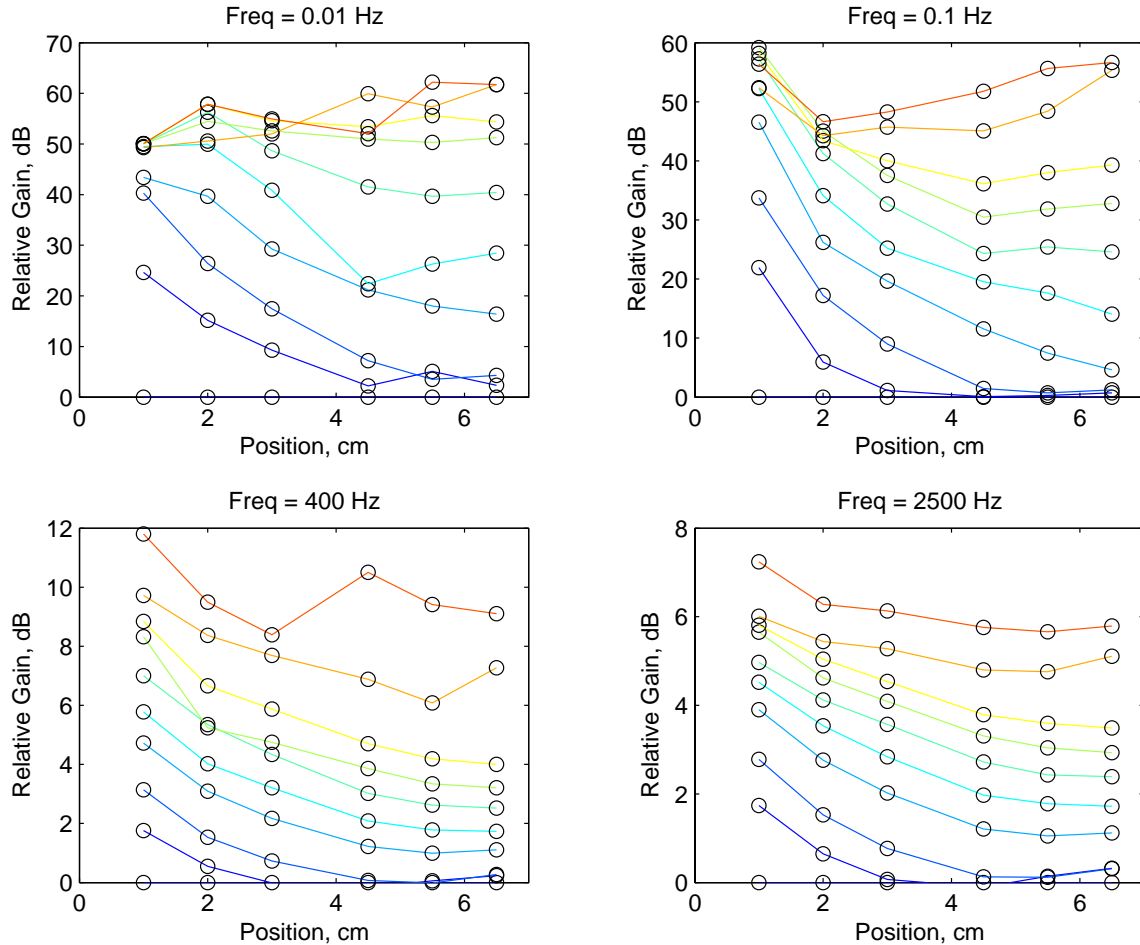 Freq = 0.01 Hz
Relative Gain, dB
70
60
50
40
30
20
10
0
0 2 4 6
Position, cm
Freq = 0.1 Hz
Relative Gain, dB
60
50
40
30
20
10
0
0 2 4 6
Position, cm
Freq = 400 Hz
Relative Gain, dB
12
10
8
6
4
2
0
0 2 4 6
Position, cm
Freq = 2500 Hz
Relative Gain, dB
8
6
4
2
0
0 2 4 6
Position, cm